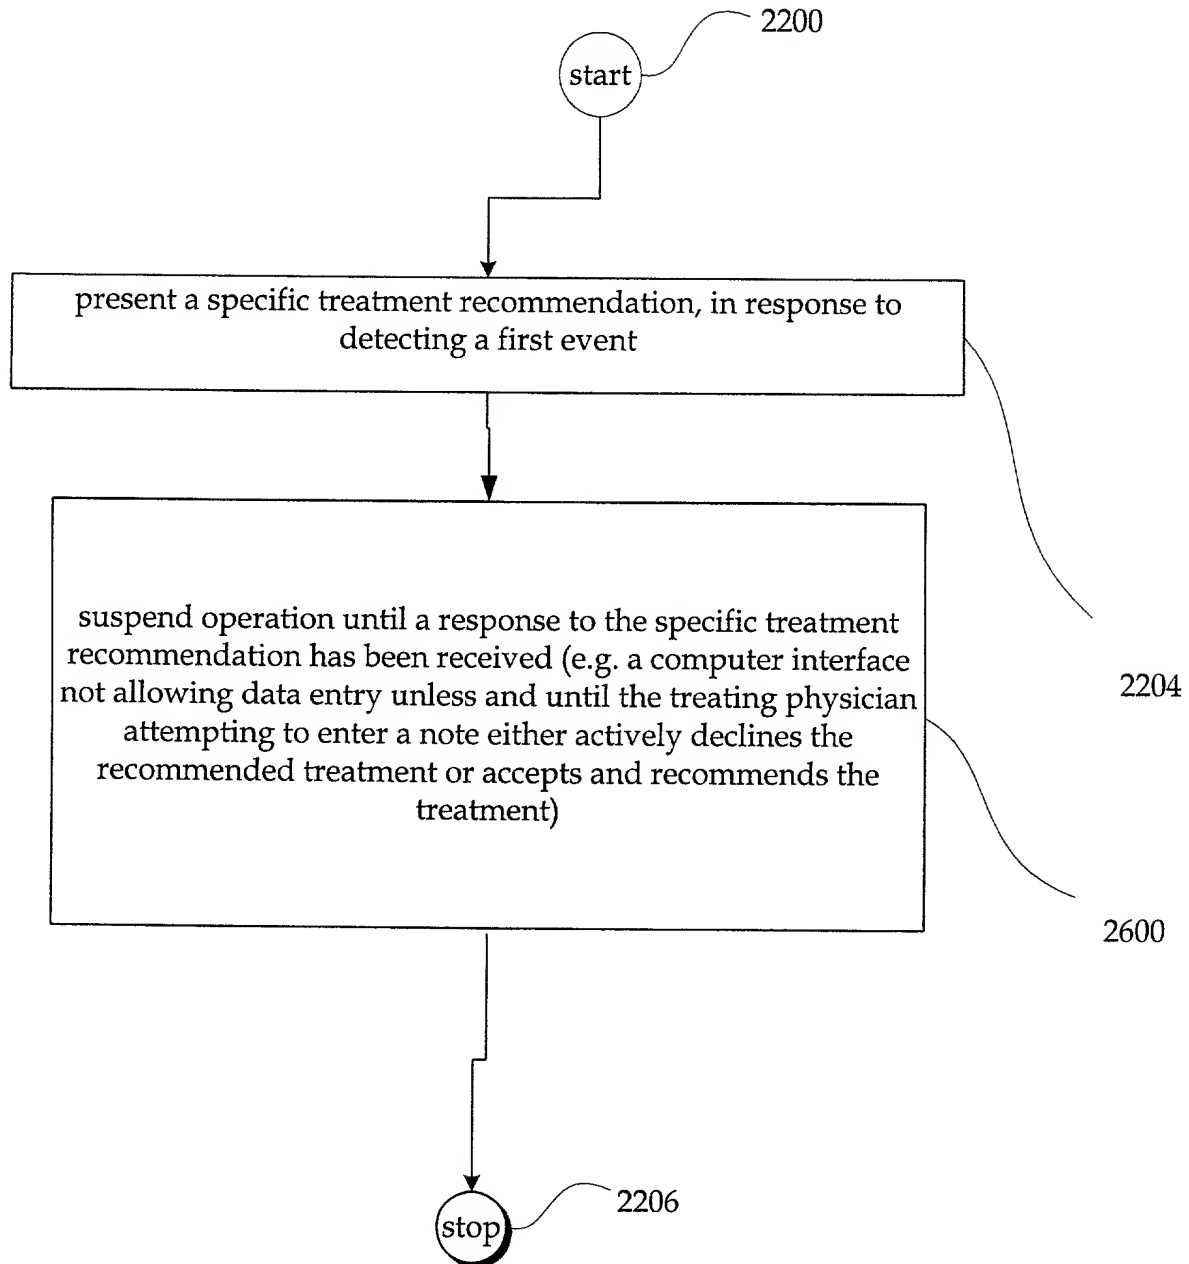 2200
start
present a specific treatment recommendation, in response to
detecting a first event
2204
suspend operation until a response to the specific treatment
recommendation has been received (e.g. a computer interface
not allowing data entry unless and until the treating physician
attempting to enter a note either actively declines the
recommended treatment or accepts and recommends the
treatment)
2600
2206
stop